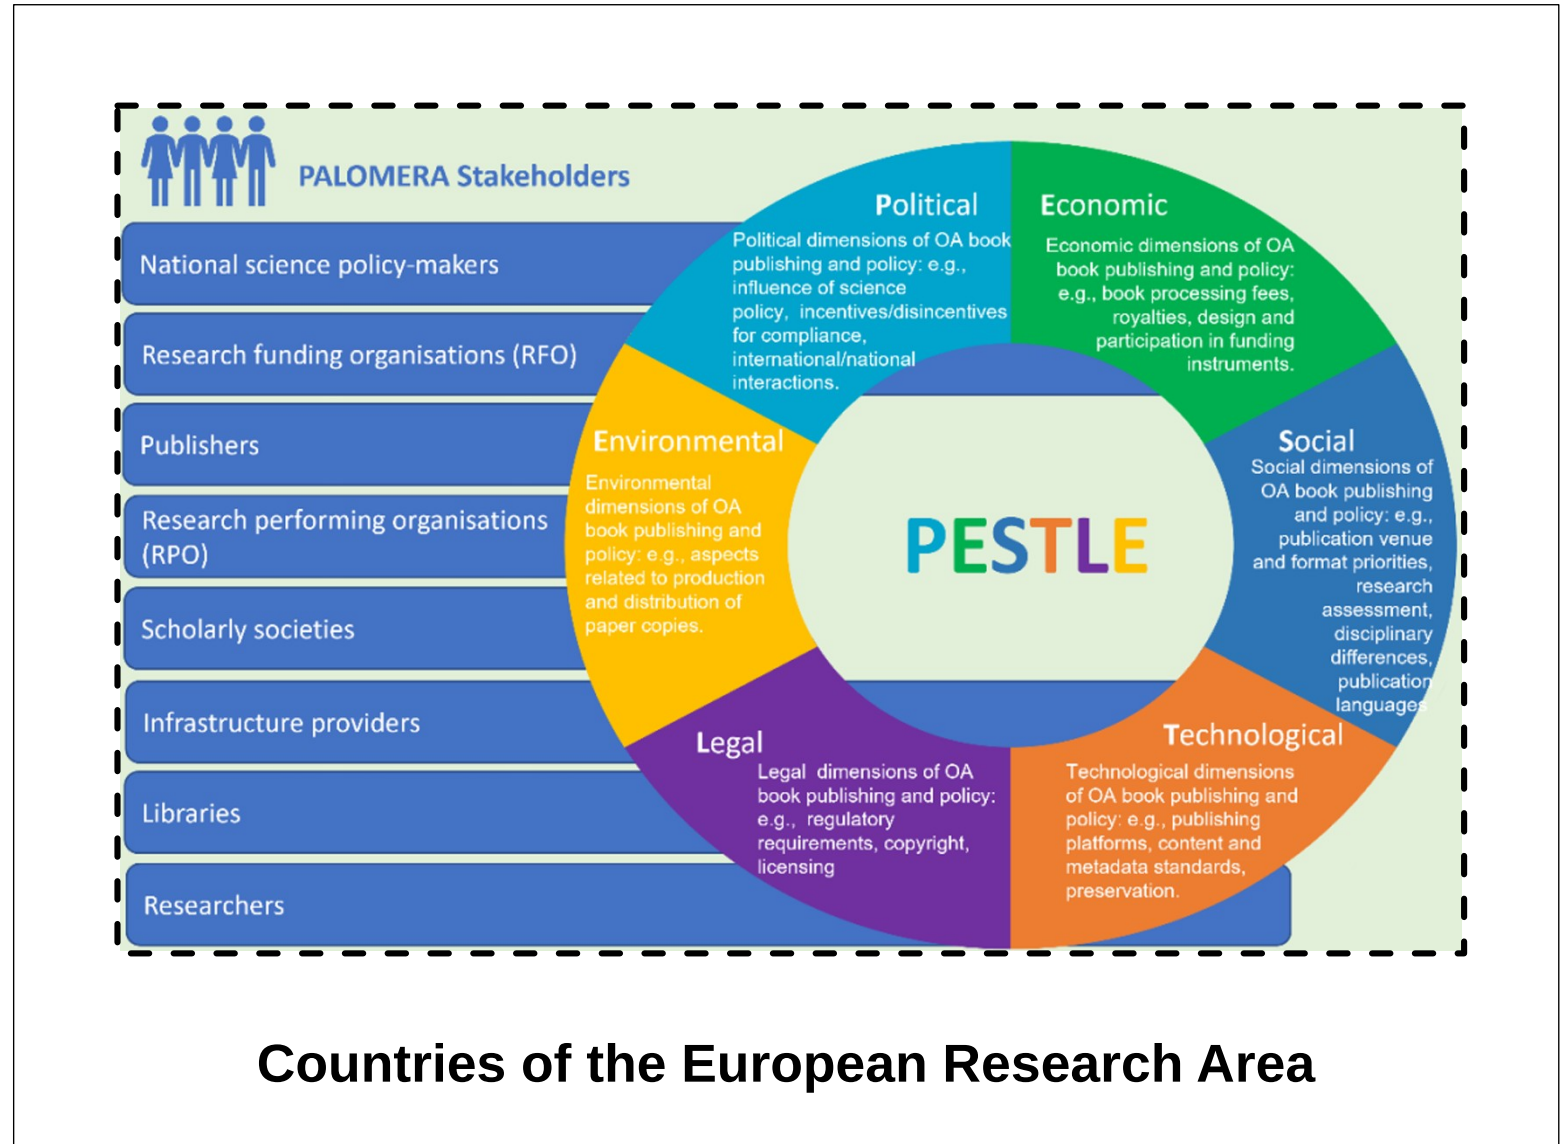 PALOMERA Stakeholders
National science policy-makers
Research funding organisations (RFO)
Publishers
Research performing organisations
(RPO)
Scholarly societies
Infrastructure providers
Libraries
Researchers
Political
Political dimensions of OA book
publishing and policy: e.g.,
influence of science
policy, incentives/disincentives
for compliance,
international/national
interactions.
Economic
Economic dimensions of OA
book publishing and policy:
e.g., book processing fees,
royalties, design and
participation in funding
instruments.
Social
Social dimensions of
OA book publishing
and policy: e.g.,
publication venue
and format priorities,
research
assessment,
disciplinary
differences,
publication
languages
Technological
Technological dimensions
of OA book publishing and
policy: e.g., publishing
platforms, content and
metadata standards,
preservation.
Legal
Legal dimensions of OA
book publishing and policy:
e.g., regulatory
requirements, copyright,
licensing
Environmental
Environmental
dimensions of OA
book publishing and
policy: e.g., aspects
related to production
and distribution of
paper copies.
PESTLE
Countries of the European Research Area